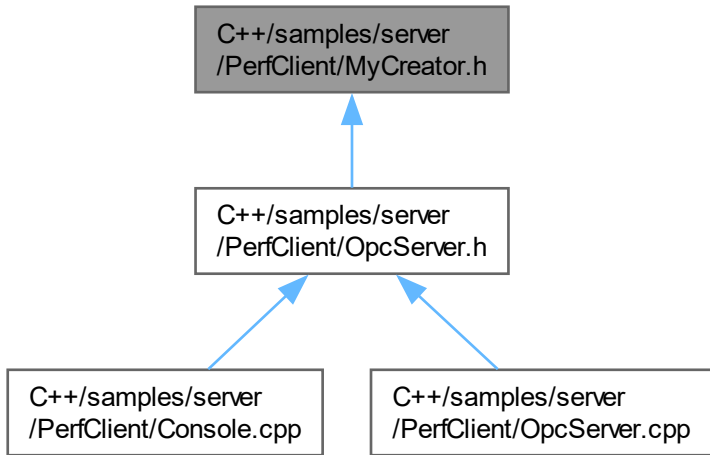 C++/samples/server
/PerfClient/MyCreator.h
C++/samples/server
/PerfClient/OpcServer.h
C++/samples/server
/PerfClient/Console.cpp
C++/samples/server
/PerfClient/OpcServer.cpp